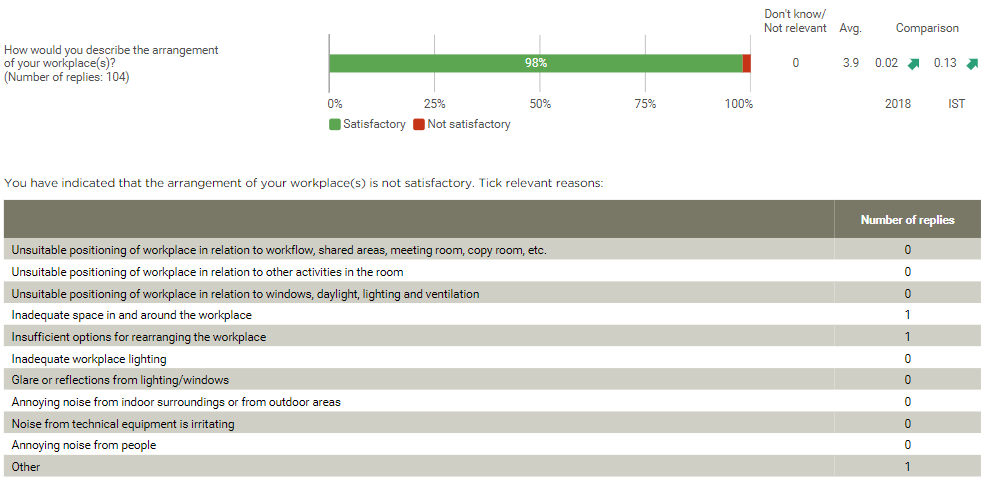 Don't know/
Not relevant Avg. Comparison
How would you describe the arrangement
of your workplace(s)?
(Number of replies: 104)
98% 0 3.9 0.02 0.13
0% 25% 50% 75% 100% 2018 IST
Satisfactory Not satisfactory
You have indicated that the arrangement of your workplace(s) is not satisfactory. Tick relevant reasons:
Number of replies
Unsuitable positioning of workplace in relation to workflow, shared areas, meeting room, copy room, etc. 0
Unsuitable positioning of workplace in relation to other activities in the room 0
Unsuitable positioning of workplace in relation to windows, daylight, lighting and ventilation 0
Inadequate space in and around the workplace 1
Insufficient options for rearranging the workplace 1
Inadequate workplace lighting 0
Glare or reflections from lighting/windows 0
Annoying noise from indoor surroundings or from outdoor areas 0
Noise from technical equipment is irritating 0
Annoying noise from people 0
Other 1